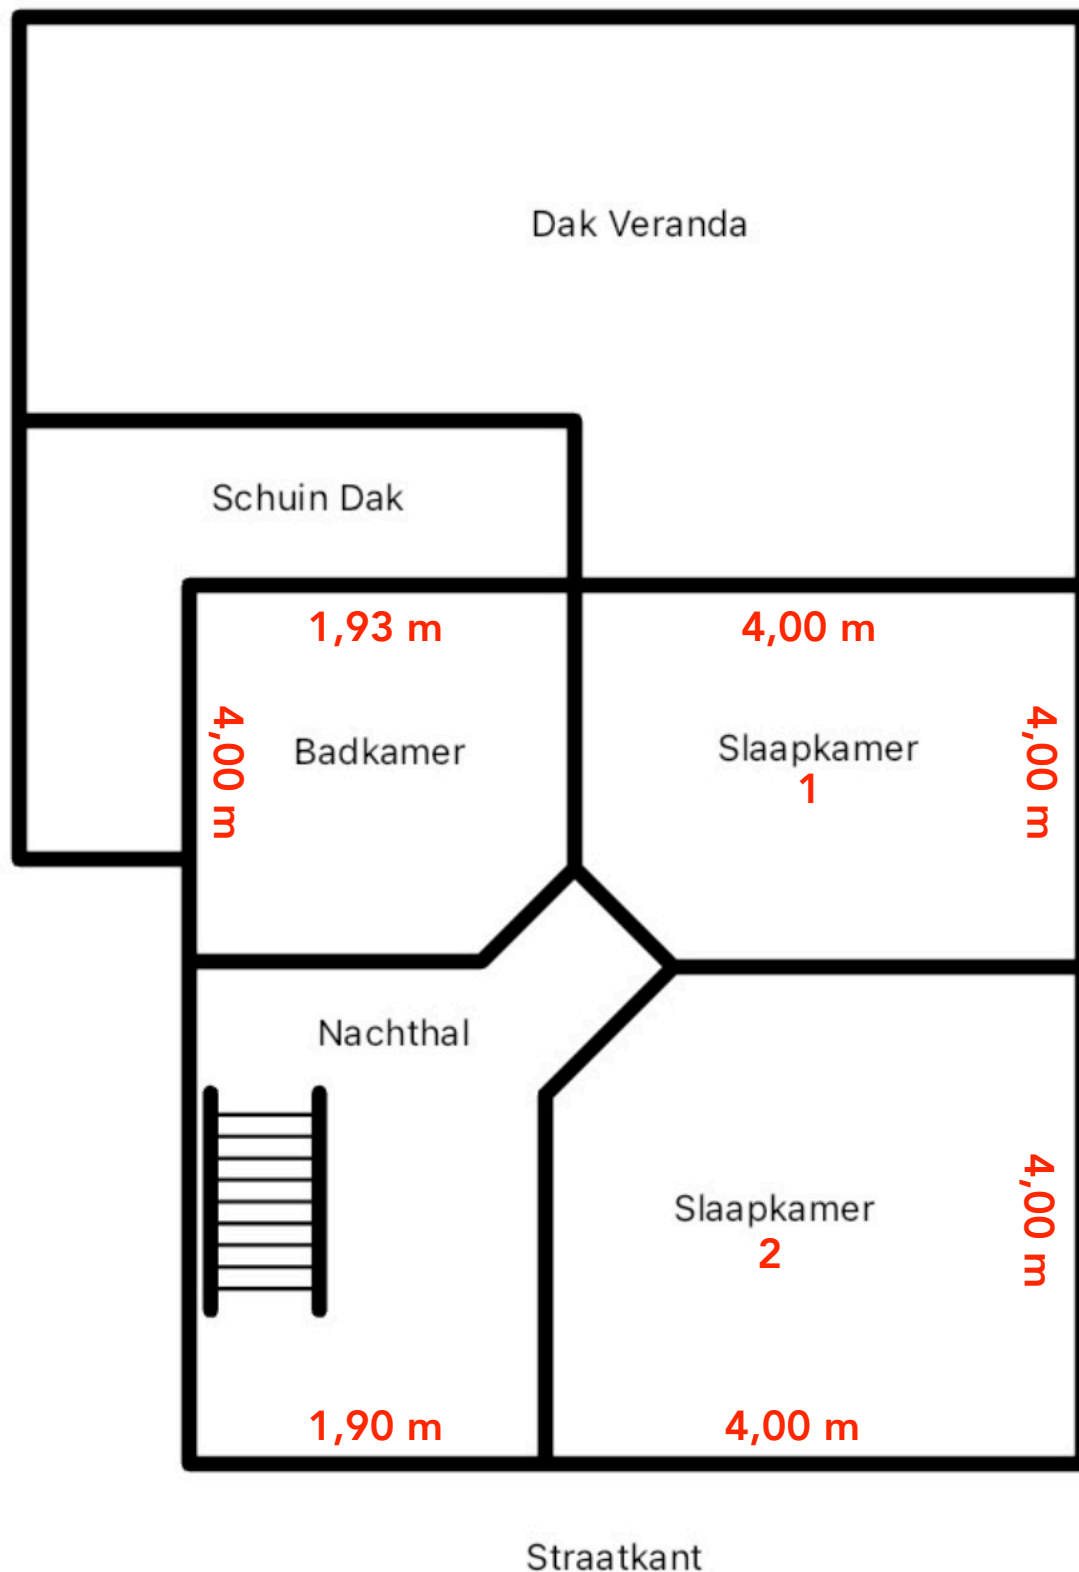 Dak Veranda
Schuin Dak
1,93 m
4,00 m
4,00 m
Badkamer
Slaapkamer
1
4,00 m
Nachthal
Slaapkamer
2
4,00 m
1,90 m
4,00 m
Straatkant